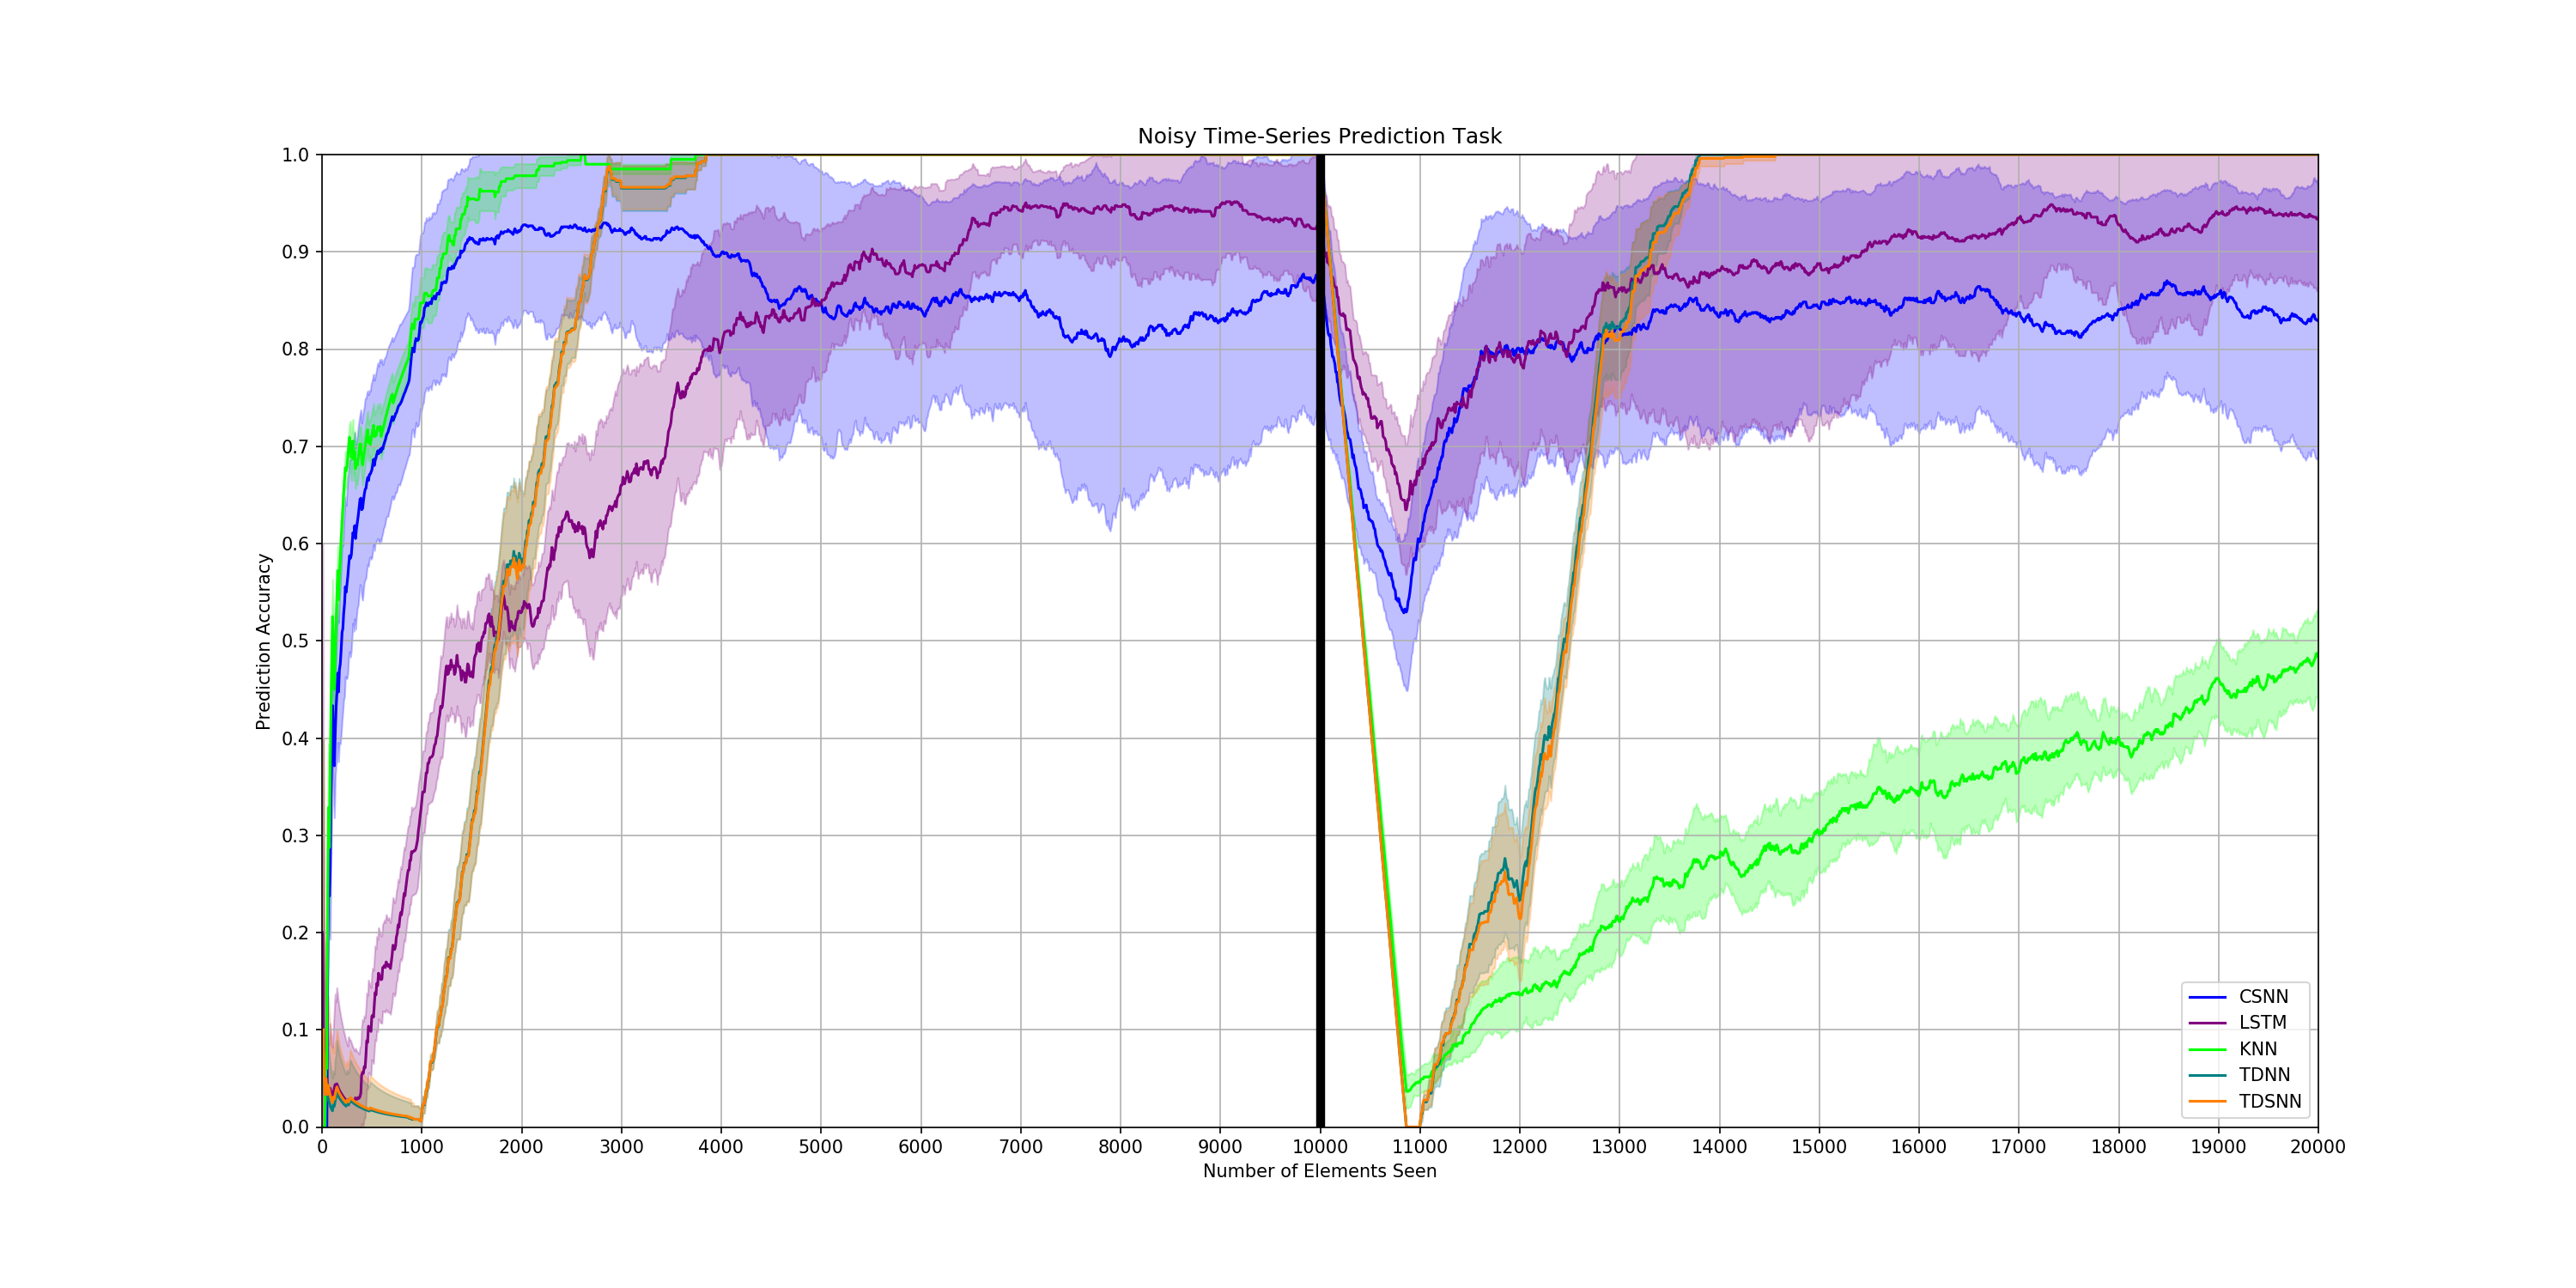 Noisy Time-Series Prediction Task
Prediction Accuracy
1.0
0.9
0.8
0.7
0.6
0.5
0.4
0.3
0.2
0.1
0.0
0 1000 2000 3000 4000 5000 6000 7000 8000 9000 10000 11000 12000 13000 14000 15000 16000 17000 18000 19000 20000
Number of Elements Seen
CSNN
LSTM
KNN
TDNN
TDSNN